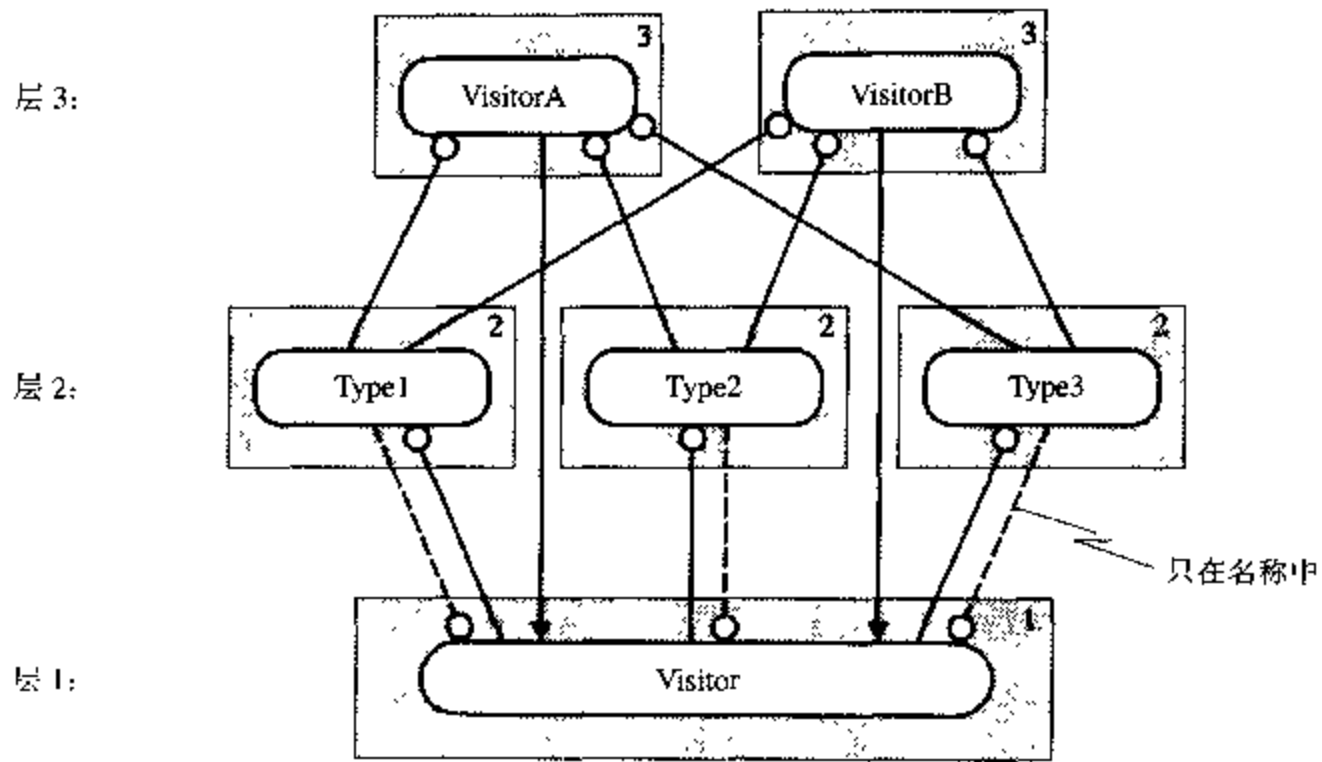 3
3
层 3:
VisitorA
VisitorB
2
2
2
层 2:
Type1
Type2
Type3
只在名称中
1
层 1:
Visitor